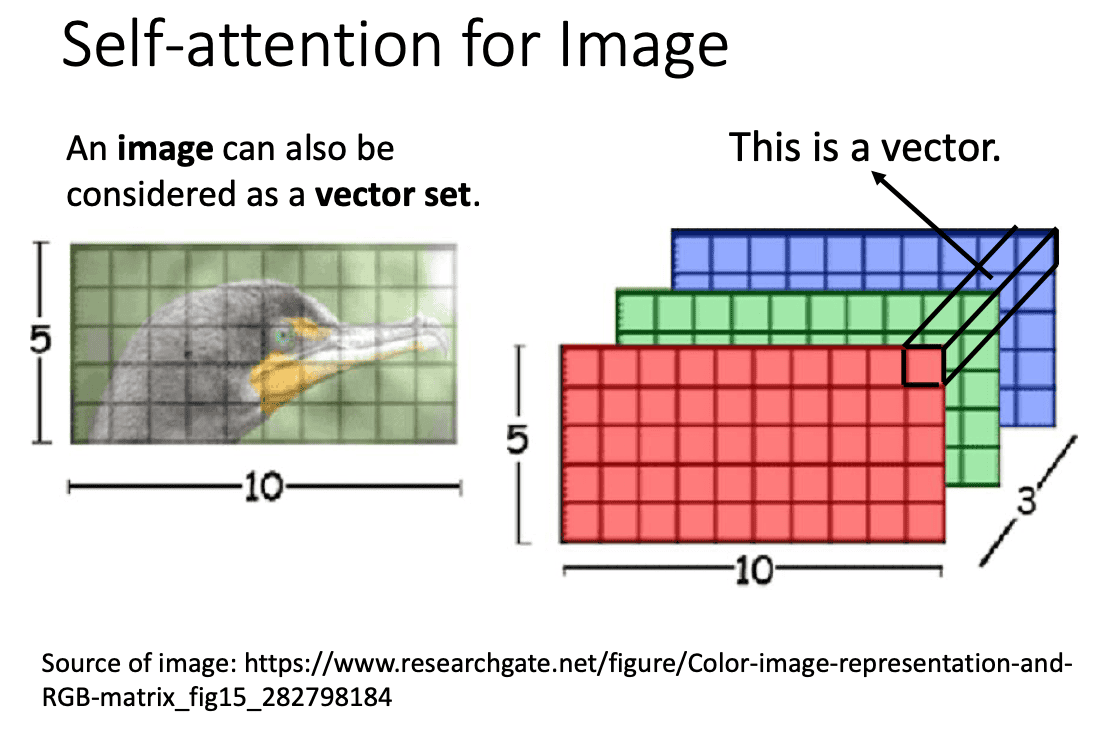 Self-attention for Image
An image can also be
considered as a vector set.
This is a vector.
5
10
5
10
3
Source of image: https://www.researchgate.net/figure/Color-image-representation-and-
RGB-matrix_fig15_282798184